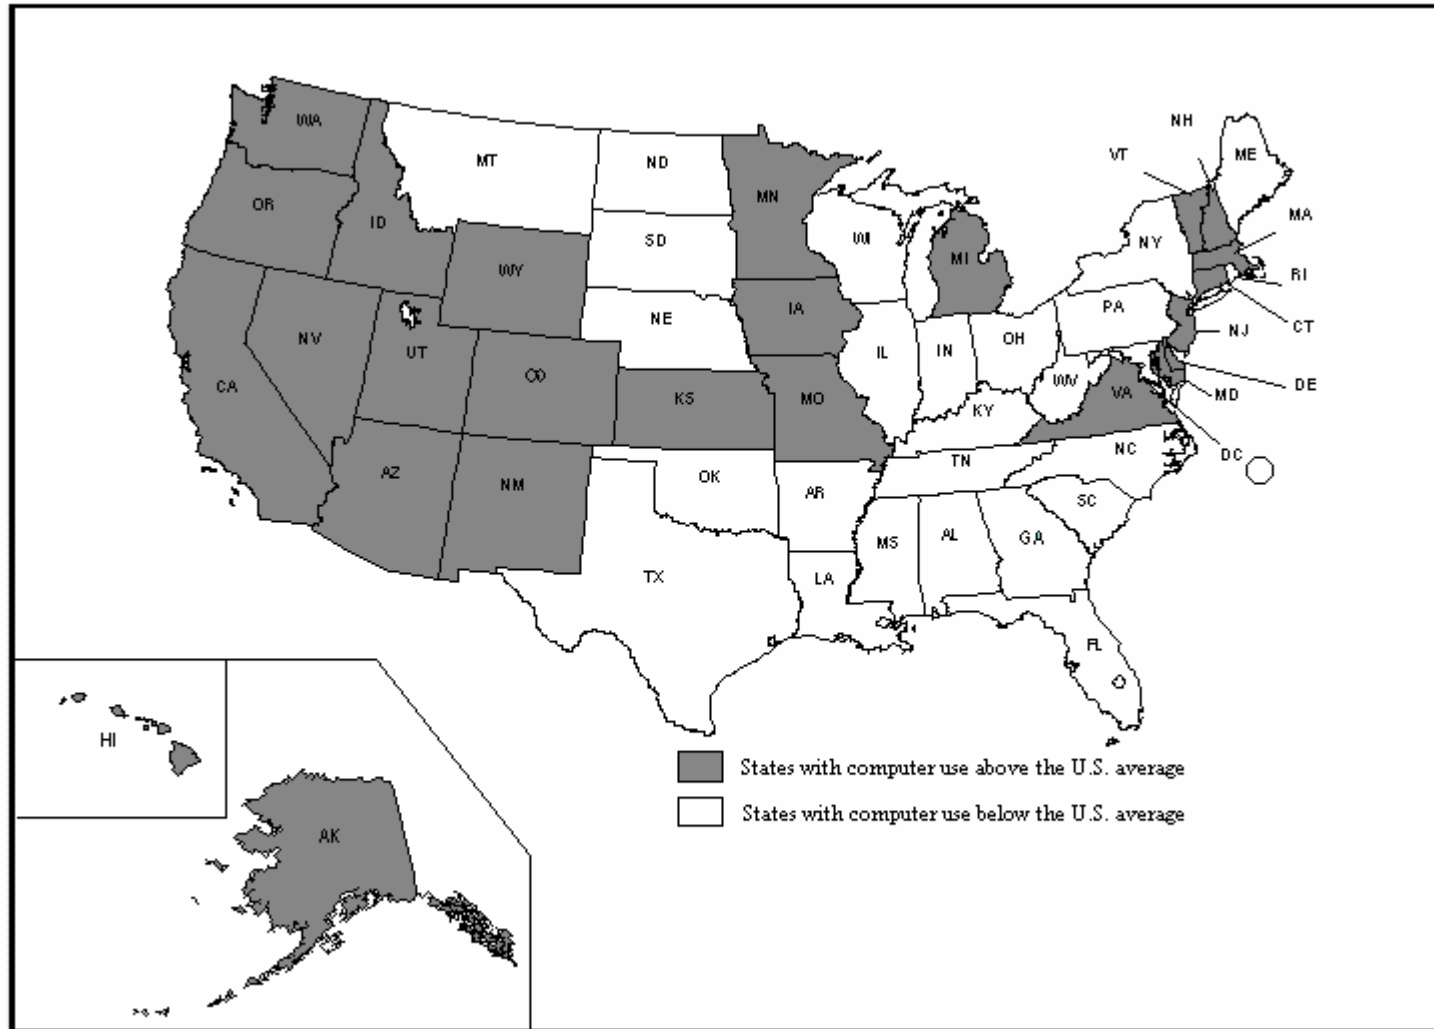 NH
WA
VT
ME
MT
ND
MN
OR
ID
MA
SD
WI
NY
MI
WY
RI
PA
IA
NE
CT
NJ
NV
UT
IL
IN
OH
CO
CA
WV
DE
KS
MO
VA
MD
KY
NC
DC
TN
AZ
OK
NM
AR
SC
MS
AL
GA
TX
LA
FL
HI
States with computer use above the U.S. average
States with computer use below the U.S. average
AK